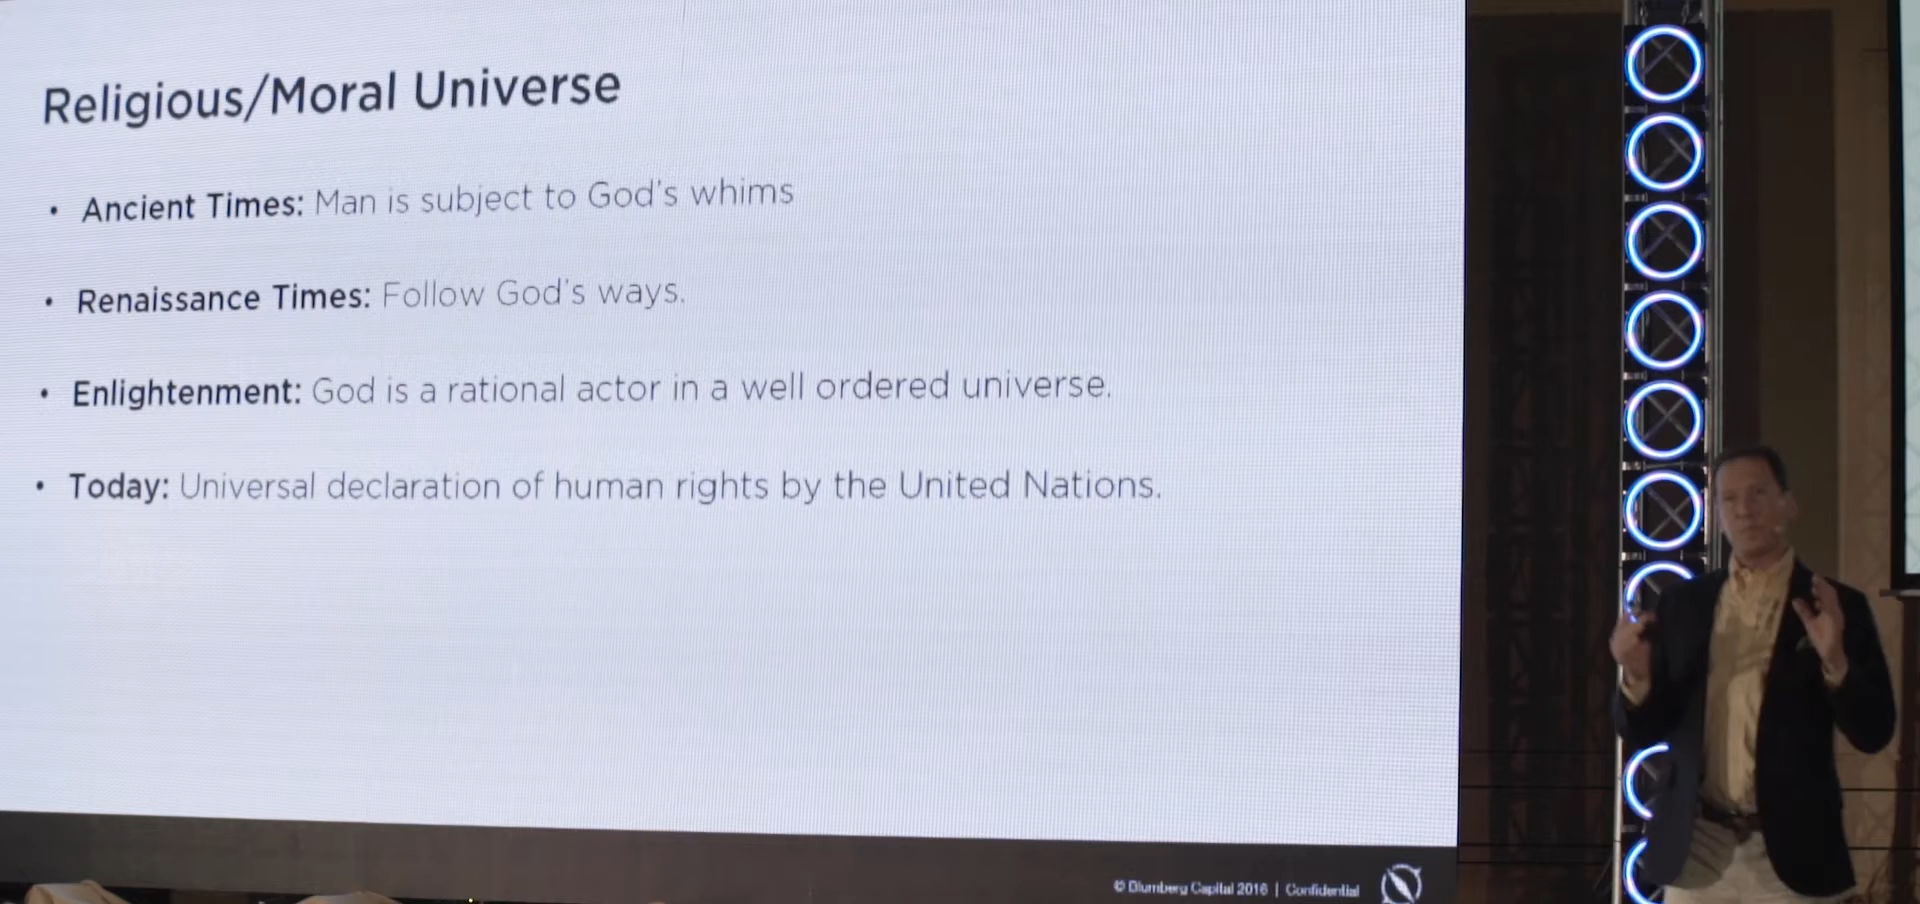 Religious/Moral Universe
• Ancient Times: Man is subject to God's whims
• Renaissance Times: Follow God's ways.
• Enlightenment: God is a rational actor in a well ordered universe.
• Today: Universal declaration of human rights by the United Nations.
© Blumberg Capital 2016 | Confidential